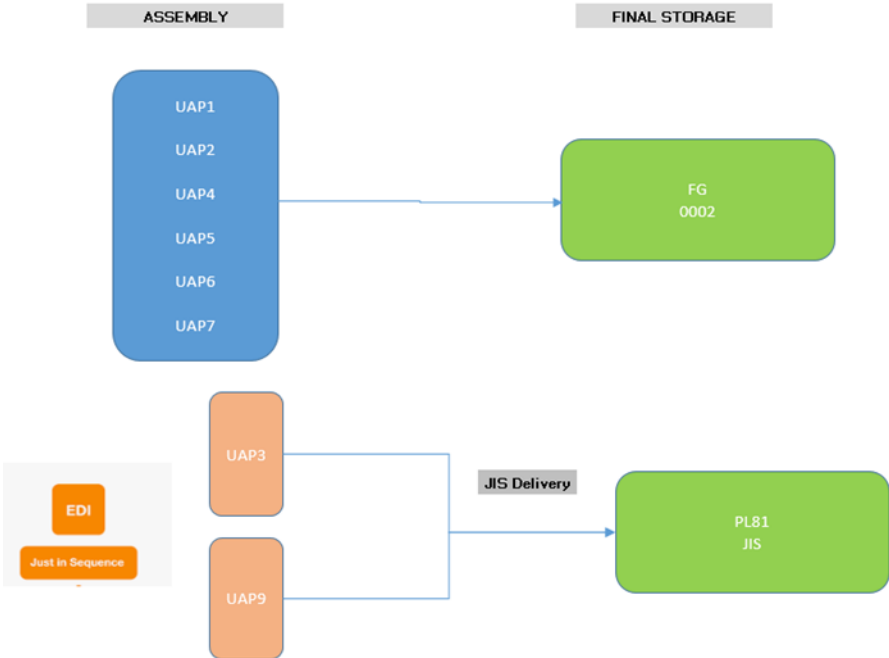 ASSEMBLY
FINAL STORAGE
UAP1
UAP2
UAP4
UAP5
UAP6
UAP7
FG
0002
UAP3
JIS Delivery
EDI
Just in Sequence
PL81
JIS
UAP9